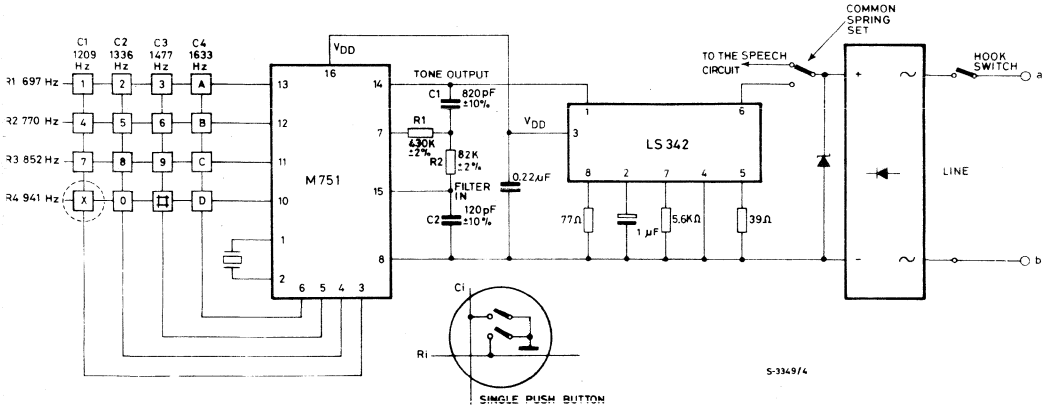 C1 C2 C3 C4
1209 1336 1477 1633
Hz Hz Hz Hz
R1 697 Hz 1 2 3 A
R2 770 Hz 4 5 6 B
R3 852 Hz 7 8 9 C
R4 941 Hz X 0 D
13
12
11
10
1
2
6 5 4 3
16
VDD
M751
14
7
15
8
TONE OUTPUT
C1 820pF
±10%
R1
430K
±2%
R2 82K
±2%
FILTER
IN
C2 120pF
±10%
0.22µF
VDD
LS 342
1 6
3
8 2 7 4 5
77Ω
1 µF
5.6KΩ
39Ω
TO THE SPEECH
CIRCUIT
COMMON
SPRING
SET
+ ~
- ~
HOOK
SWITCH
a
LINE
b
Ci
Ri
SINGLE PUSH BUTTON
S-3349/4